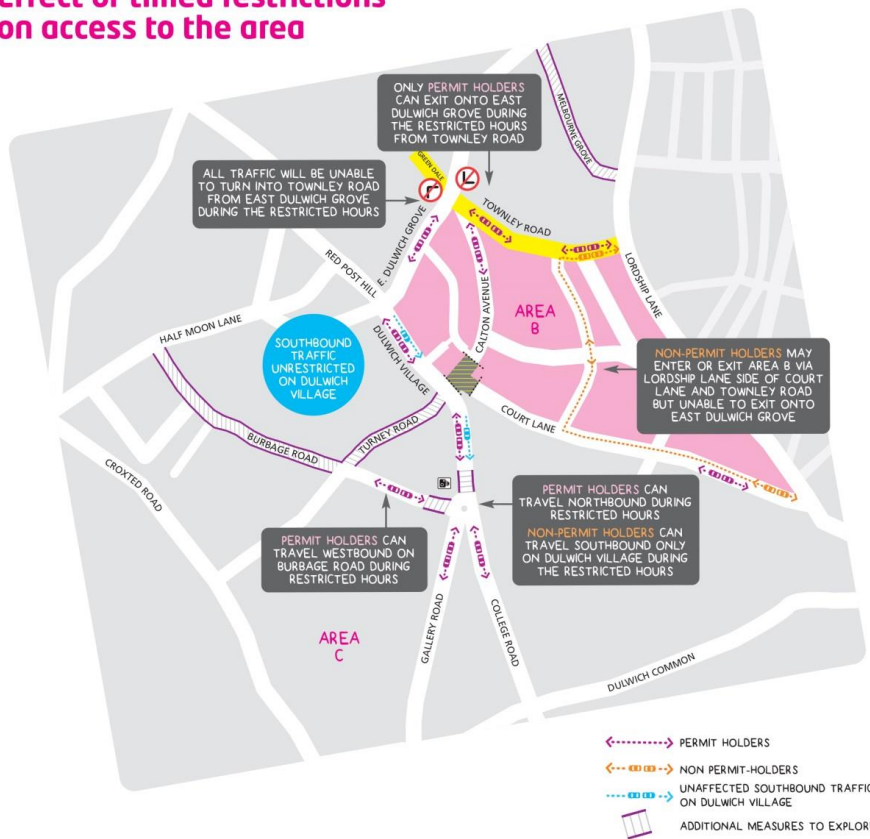 Effect of timed restrictions
on access to the area
ONLY PERMIT HOLDERS
CAN EXIT ONTO EAST
DULWICH GROVE DURING
THE RESTRICTED HOURS
FROM TOWNLEY ROAD
MELBOURNE GROVE
ALL TRAFFIC WILL BE UNABLE
TO TURN INTO TOWNLEY ROAD
FROM EAST DULWICH GROVE
DURING THE RESTRICTED HOURS
GREEN DALE
TOWNLEY ROAD
E. DULWICH GROVE
RED POST HILL
LORDSHIP LANE
CALTON AVENUE
AREA
B
HALF MOON LANE
SOUTHBOUND
TRAFFIC
UNRESTRICTED
ON DULWICH
VILLAGE
DULWICH VILLAGE
NON-PERMIT HOLDERS MAY
ENTER OR EXIT AREA B VIA
LORDSHIP LANE SIDE OF COURT
LANE AND TOWNLEY ROAD
BUT UNABLE TO EXIT ONTO
EAST DULWICH GROVE
COURT LANE
TURNEY ROAD
BURBAGE ROAD
CROXTED ROAD
PERMIT HOLDERS CAN
TRAVEL NORTHBOUND DURING
RESTRICTED HOURS
NON-PERMIT HOLDERS CAN
TRAVEL SOUTHBOUND ONLY
ON DULWICH VILLAGE DURING
THE RESTRICTED HOURS
PERMIT HOLDERS CAN
TRAVEL WESTBOUND ON
BURBAGE ROAD DURING
RESTRICTED HOURS
AREA
C
GALLERY ROAD
COLLEGE ROAD
DULWICH COMMON
PERMIT HOLDERS
NON PERMIT-HOLDERS
UNAFFECTED SOUTHBOUND TRAFFIC
ON DULWICH VILLAGE
ADDITIONAL MEASURES TO EXPLORE